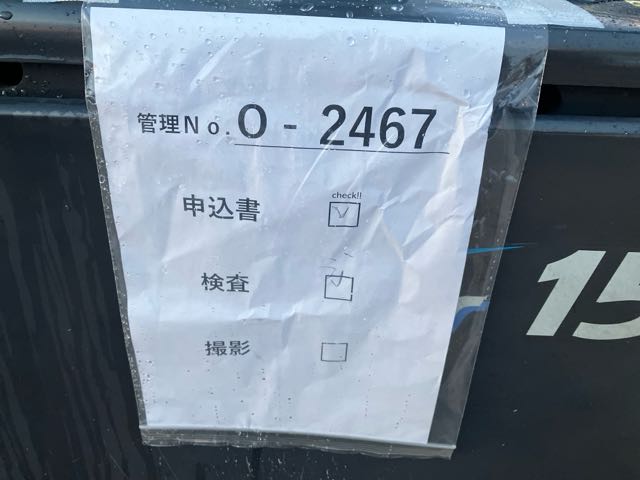 管理No. O - 2467
check!!
申込書 ☑
検査 ☑
撮影 ☐
15